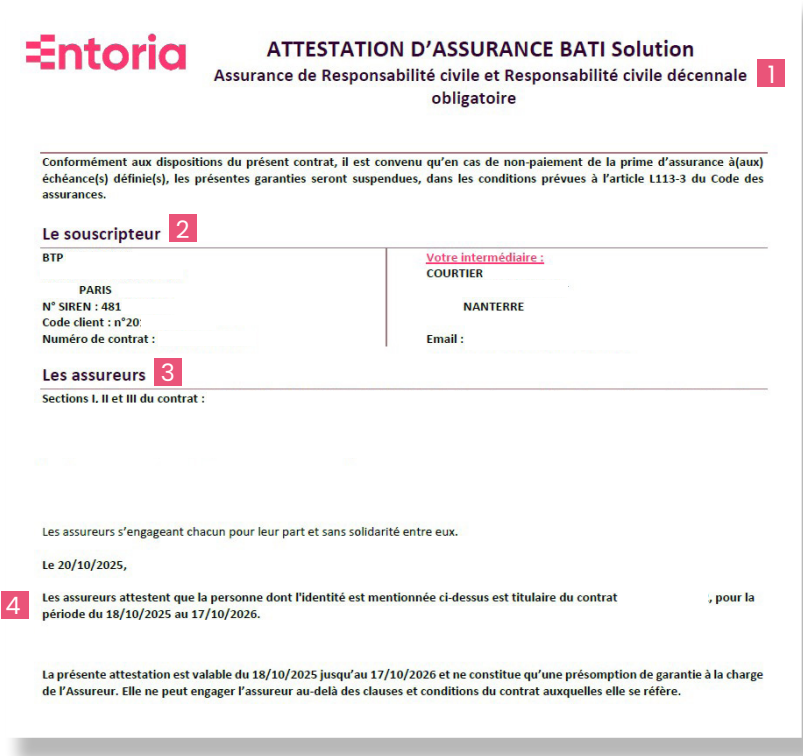 Entoria
ATTESTATION D'ASSURANCE BATI Solution
Assurance de Responsabilité civile et Responsabilité civile décennale 1
obligatoire
Conformément aux dispositions du présent contrat, il est convenu qu'en cas de non-paiement de la prime d'assurance à(aux)
échéance(s) définie(s), les présentes garanties seront suspendues, dans les conditions prévues à l'article L113-3 du Code des
assurances.
Le souscripteur 2
BTP
PARIS
N° SIREN : 481
Code client : n°20:
Numéro de contrat :
Votre intermédiaire :
COURTIER
NANTERRE
Email :
Les assureurs 3
Sections I. II et III du contrat :
Les assureurs s'engageant chacun pour leur part et sans solidarité entre eux.
Le 20/10/2025,
4 Les assureurs attestent que la personne dont l'identité est mentionnée ci-dessus est titulaire du contrat , pour la
période du 18/10/2025 au 17/10/2026.
La présente attestation est valable du 18/10/2025 jusqu'au 17/10/2026 et ne constitue qu'une présomption de garantie à la charge
de l'Assureur. Elle ne peut engager l'assureur au-delà des clauses et conditions du contrat auxquelles elle se réfère.